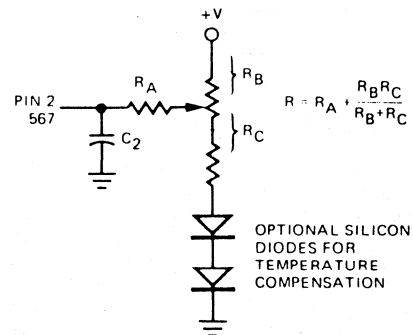 +V
R_B
R_A
PIN 2
567
R = R_A + R_B R_C / R_B + R_C
C_2
R_C
OPTIONAL SILICON
DIODES FOR
TEMPERATURE
COMPENSATION